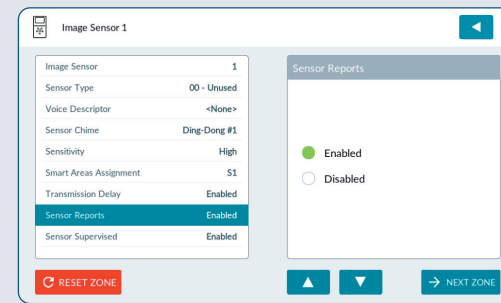 Image Sensor 1
Image Sensor 1
Sensor Type 00 - Unused
Voice Descriptor <None>
Sensor Chime Ding-Dong #1
Sensitivity High
Smart Areas Assignment S1
Transmission Delay Enabled
Sensor Reports Enabled
Sensor Supervised Enabled
Sensor Reports
Enabled
Disabled
RESET ZONE
NEXT ZONE